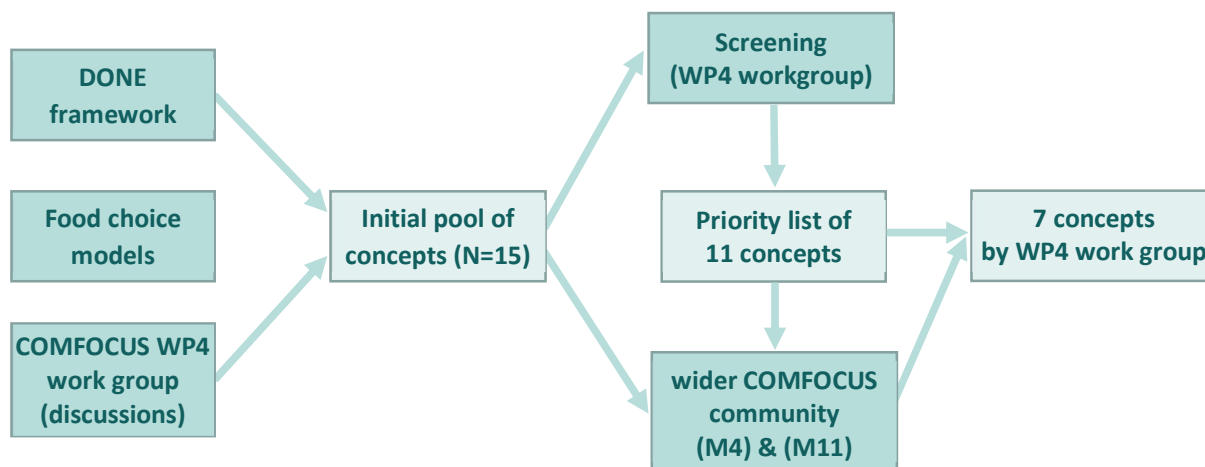 DONE
framework
Food choice
models
COMFOCUS WP4
work group
(discussions)
Initial pool of
concepts (N=15)
Screening
(WP4 workgroup)
Priority list of
11 concepts
wider COMFOCUS
community
(M4) & (M11)
7 concepts
by WP4 work group